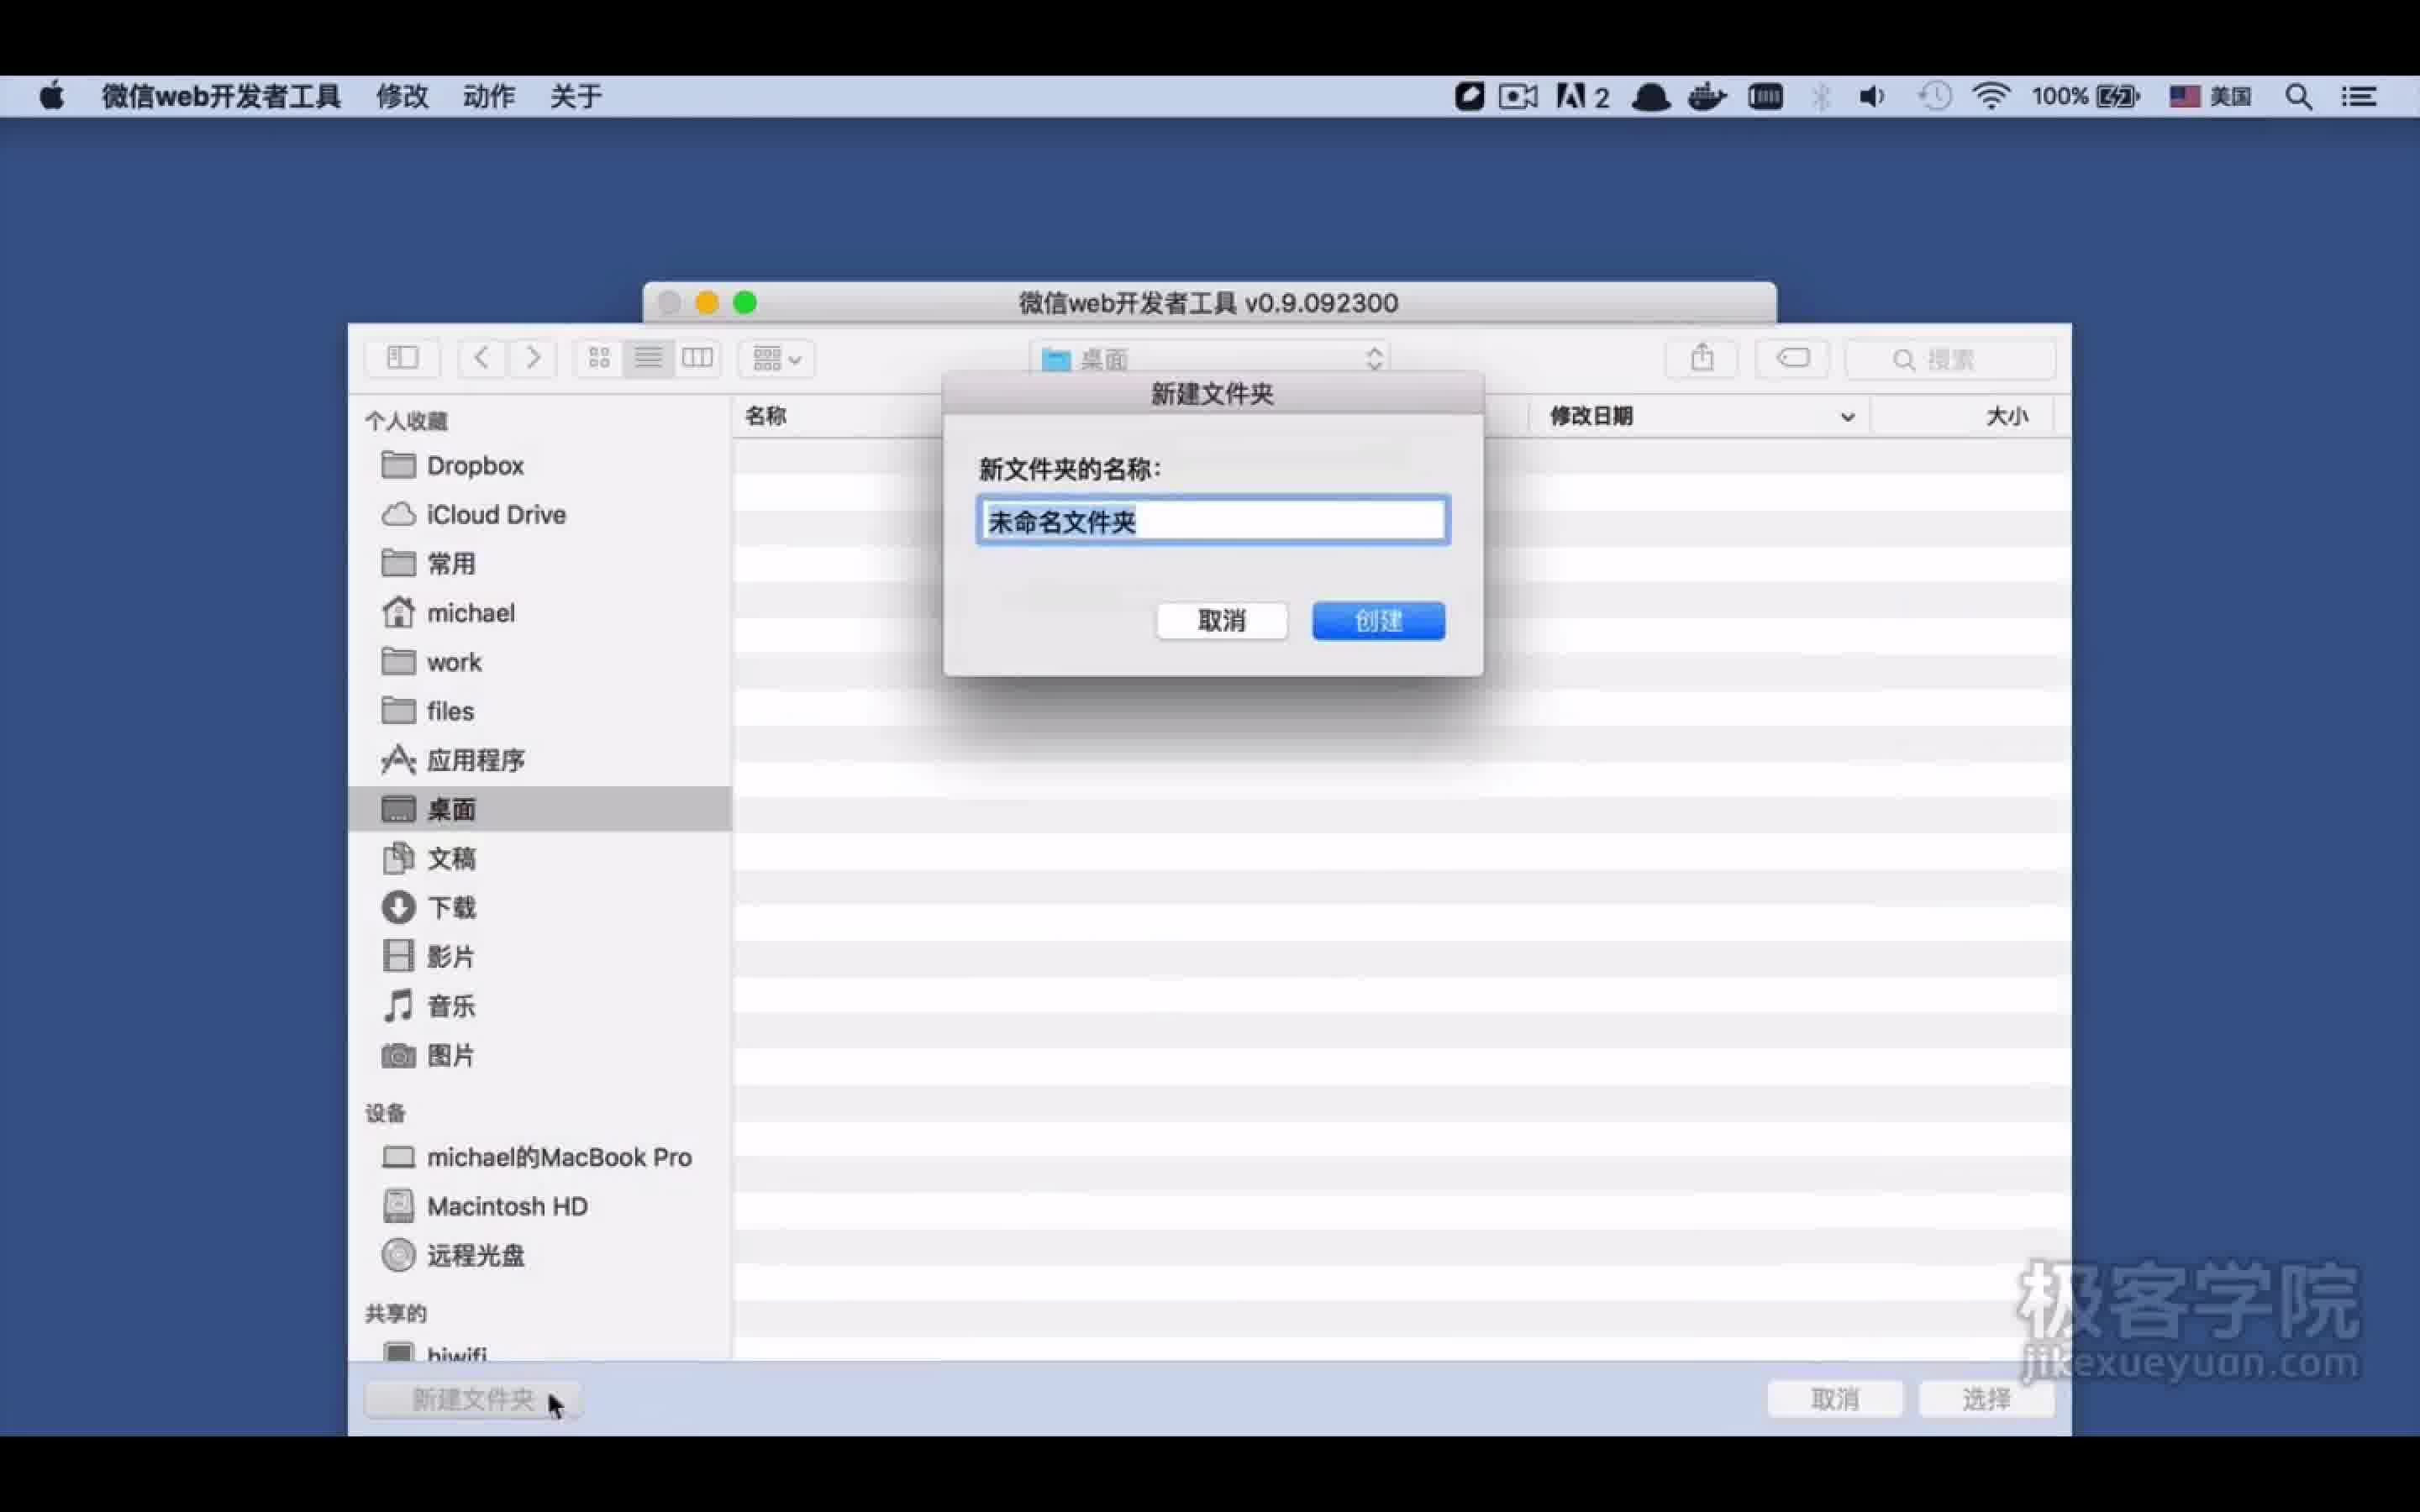 微信web开发者工具 修改 动作 关于
2 100% 美国
微信web开发者工具 v0.9.092300
桌面 搜索
新建文件夹
个人收藏 名称 修改日期 大小
新文件夹的名称:
未命名文件夹
取消 创建
Dropbox
iCloud Drive
常用
michael
work
files
应用程序
桌面
文稿
下载
影片
音乐
图片
设备
michael的MacBook Pro
Macintosh HD
远程光盘
共享的
hiwifi
新建文件夹 取消 选择
极客学院
jikexueyuan.com